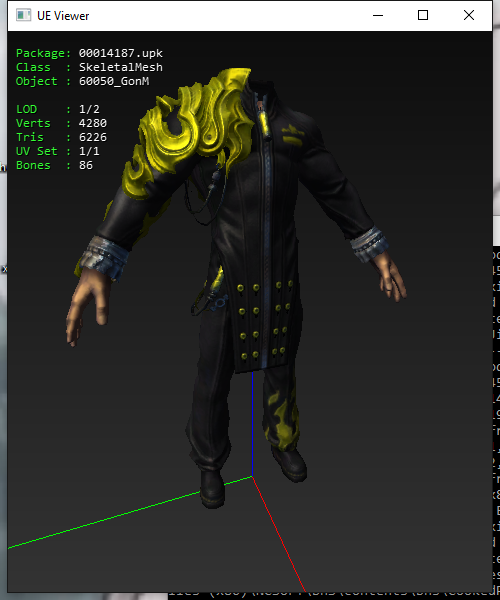 UE Viewer
Package: 00014187.upk
Class : SkeletalMesh
Object : 60050_GonM
LOD : 1/2
Verts : 4280
Tris : 6226
UV Set : 1/1
Bones : 86